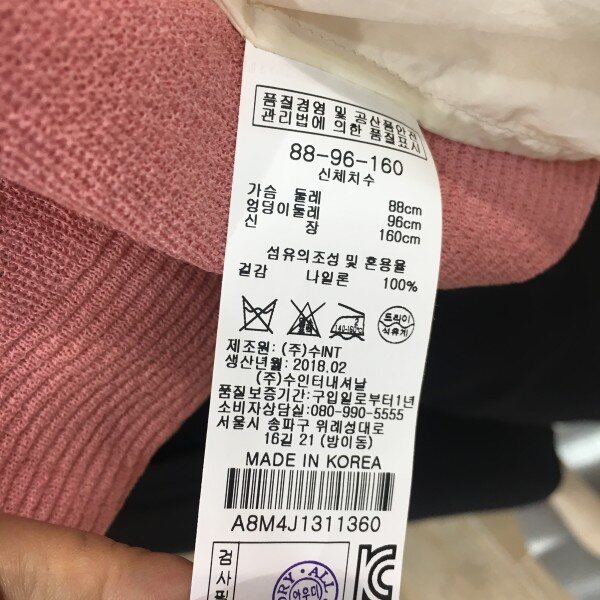 품질경영 및 공산품안전
관리법에 의한 품질표시
88-96-160
신체치수
가슴 둘레 88cm
엉덩이둘레 96cm
신 장 160cm
섬유의조성 및 혼용율
겉감 나일론 100%
드라이
석유계
제조원: (주)수INT
생산년월: 2018.02
(주)수인터내셔날
품질보증기간: 구입일로부터1년
소비자상담실: 080-990-5555
서울시 송파구 위례성대로
16길 21 (방이동)
MADE IN KOREA
A8M4J1311360
검사필
아우미